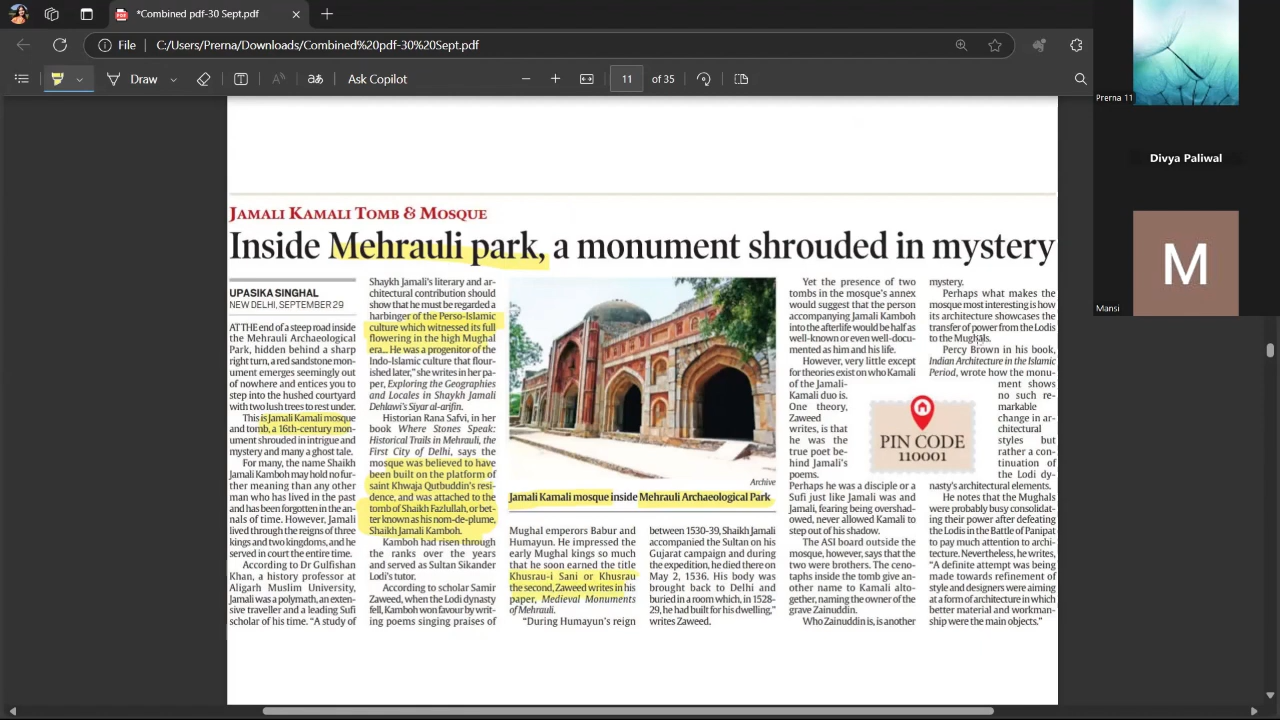 *Combined pdf-30 Sept.pdf
File
C:/Users/Prerna/Downloads/Combined%20pdf-30%20Sept.pdf
Draw
Ask Copilot
11 of 35
Prerna 11
Divya Paliwal
M
Mansi
JAMALI KAMALI TOMB & MOSQUE
Inside Mehrauli park, a monument shrouded in mystery
UPASIKA SINGHAL
NEW DELHI, SEPTEMBER 29
AT THE end of a steep road inside
the Mehrauli Archaeological
Park, hidden behind a sharp
right turn, a red sandstone mon-
ument emerges seemingly out
of nowhere and entices you to
step into the hushed courtyard
with two lush trees to rest under.
This is Jamali Kamali mosque
and tomb, a 16th-century mon-
ument shrouded in intrigue and
mystery and many a ghost tale.
For many, the name Shaikh
Jamali Kamboh may hold no fur-
ther meaning than any other
man who has lived in the past
and has been forgotten in the an-
nals of time. However, Jamali
lived through the reigns of three
kings and two kingdoms, and he
served in court the entire time.
According to Dr Gulfishan
Khan, a history professor at
Aligarh Muslim University,
Jamali was a polymath, an exten-
sive traveller and a leading Sufi
scholar of his time. “A study of
Shaykh Jamali's literary and ar-
chitectural contribution should
show that he must be regarded a
harbinger of the Perso-Islamic
culture which witnessed its full
flowering in the high Mughal
era... He was a progenitor of the
Indo-Islamic culture that flour-
ished later,” she writes in her pa-
per, Exploring the Geographies
and Locales in Shaykh Jamali
Dehlawi's Siyar al-arifin.
Historian Rana Safvi, in her
book Where Stones Speak:
Historical Trails in Mehrauli, the
First City of Delhi, says the
mosque was believed to have
been built on the platform of
saint Khwaja Qutbuddin's resi-
dence, and was attached to the
tomb of Shaikh Fazlullah, or bet-
ter known as his nom-de-plume,
Shaikh Jamali Kamboh.
Kamboh had risen through
the ranks over the years
and served as Sultan Sikander
Lodi's tutor.
According to scholar Samir
Zaweed, when the Lodi dynasty
fell, Kamboh won favour by writ-
ing poems singing praises of
Archive
Jamali Kamali mosque inside Mehrauli Archaeological Park
Mughal emperors Babur and
Humayun. He impressed the
early Mughal kings so much
that he soon earned the title
Khusrau-i Sani or Khusrau
the second, Zaweed writes in his
paper, Medieval Monuments
of Mehrauli.
“During Humayun's reign
between 1530-39, Shaikh Jamali
accompanied the Sultan on his
Gujarat campaign and during
the expedition, he died there on
May 2, 1536. His body was
brought back to Delhi and
buried in a room which, in 1528-
29, he had built for his dwelling,”
writes Zaweed.
Yet the presence of two
tombs in the mosque's annex
would suggest that the person
accompanying Jamali Kamboh
into the afterlife would be half as
well-known or even well-docu-
mented as him and his life.
However, very little except
for theories exist on who Kamali
of the Jamali-
Kamali duo is.
One theory,
Zaweed
writes, is that
he was the
true poet be-
hind Jamali's
poems.
Perhaps he was a disciple or a
Sufi just like Jamali was and
Jamali, fearing being overshad-
owed, never allowed Kamali to
step out of his shadow.
The ASI board outside the
mosque, however, says that the
two were brothers. The ceno-
taphs inside the tomb give an-
other name to Kamali alto-
gether, naming the owner of the
grave Zainuddin.
Who Zainuddin is, is another
mystery.
Perhaps what makes the
mosque most interesting is how
its architecture showcases the
transfer of power from the Lodis
to the Mughals.
Percy Brown in his book,
Indian Architecture in the Islamic
Period, wrote how the monu-
ment shows
no such re-
markable
change in ar-
chitectural
styles but
rather a con-
tinuation of
the Lodi dy-
nasty's architectural elements.
He notes that the Mughals
were probably busy consolidat-
ing their power after defeating
the Lodis in the Battle of Panipat
to pay much attention to archi-
tecture. Nevertheless, he writes,
“A definite attempt was being
made towards refinement of
style and designers were aiming
at a form of architecture in which
better material and workman-
ship were the main objects.”
PIN CODE
110001